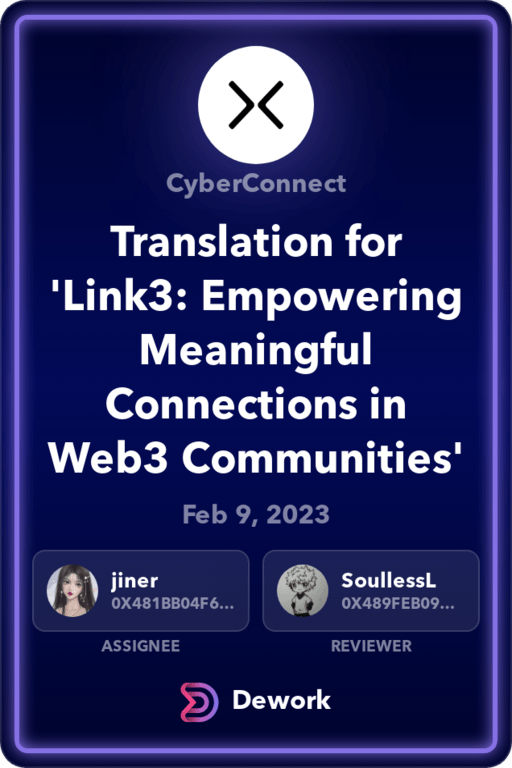 CyberConnect
Translation for
'Link3: Empowering
Meaningful
Connections in
Web3 Communities'
Feb 9, 2023
jiner
0X481BB04F6...
ASSIGNEE
SoullessL
0X489FEB09...
REVIEWER
Dework